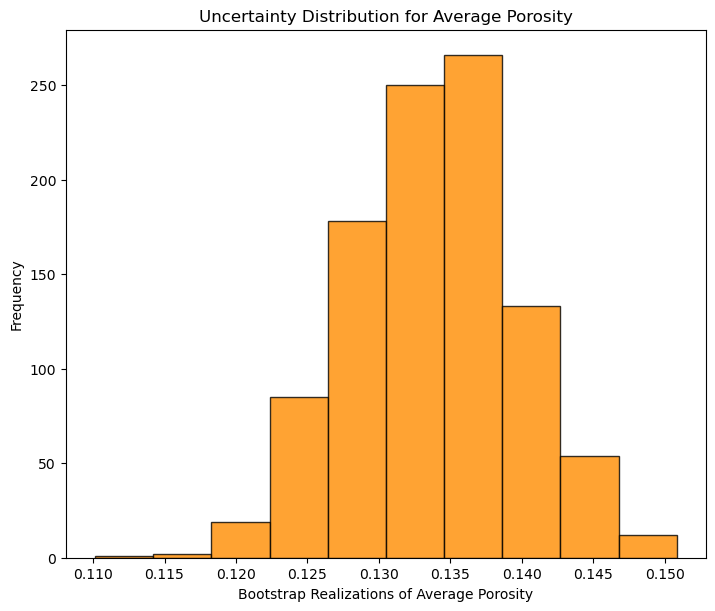 Uncertainty Distribution for Average Porosity
Frequency
250
200
150
100
50
0
0.110 0.115 0.120 0.125 0.130 0.135 0.140 0.145 0.150
Bootstrap Realizations of Average Porosity